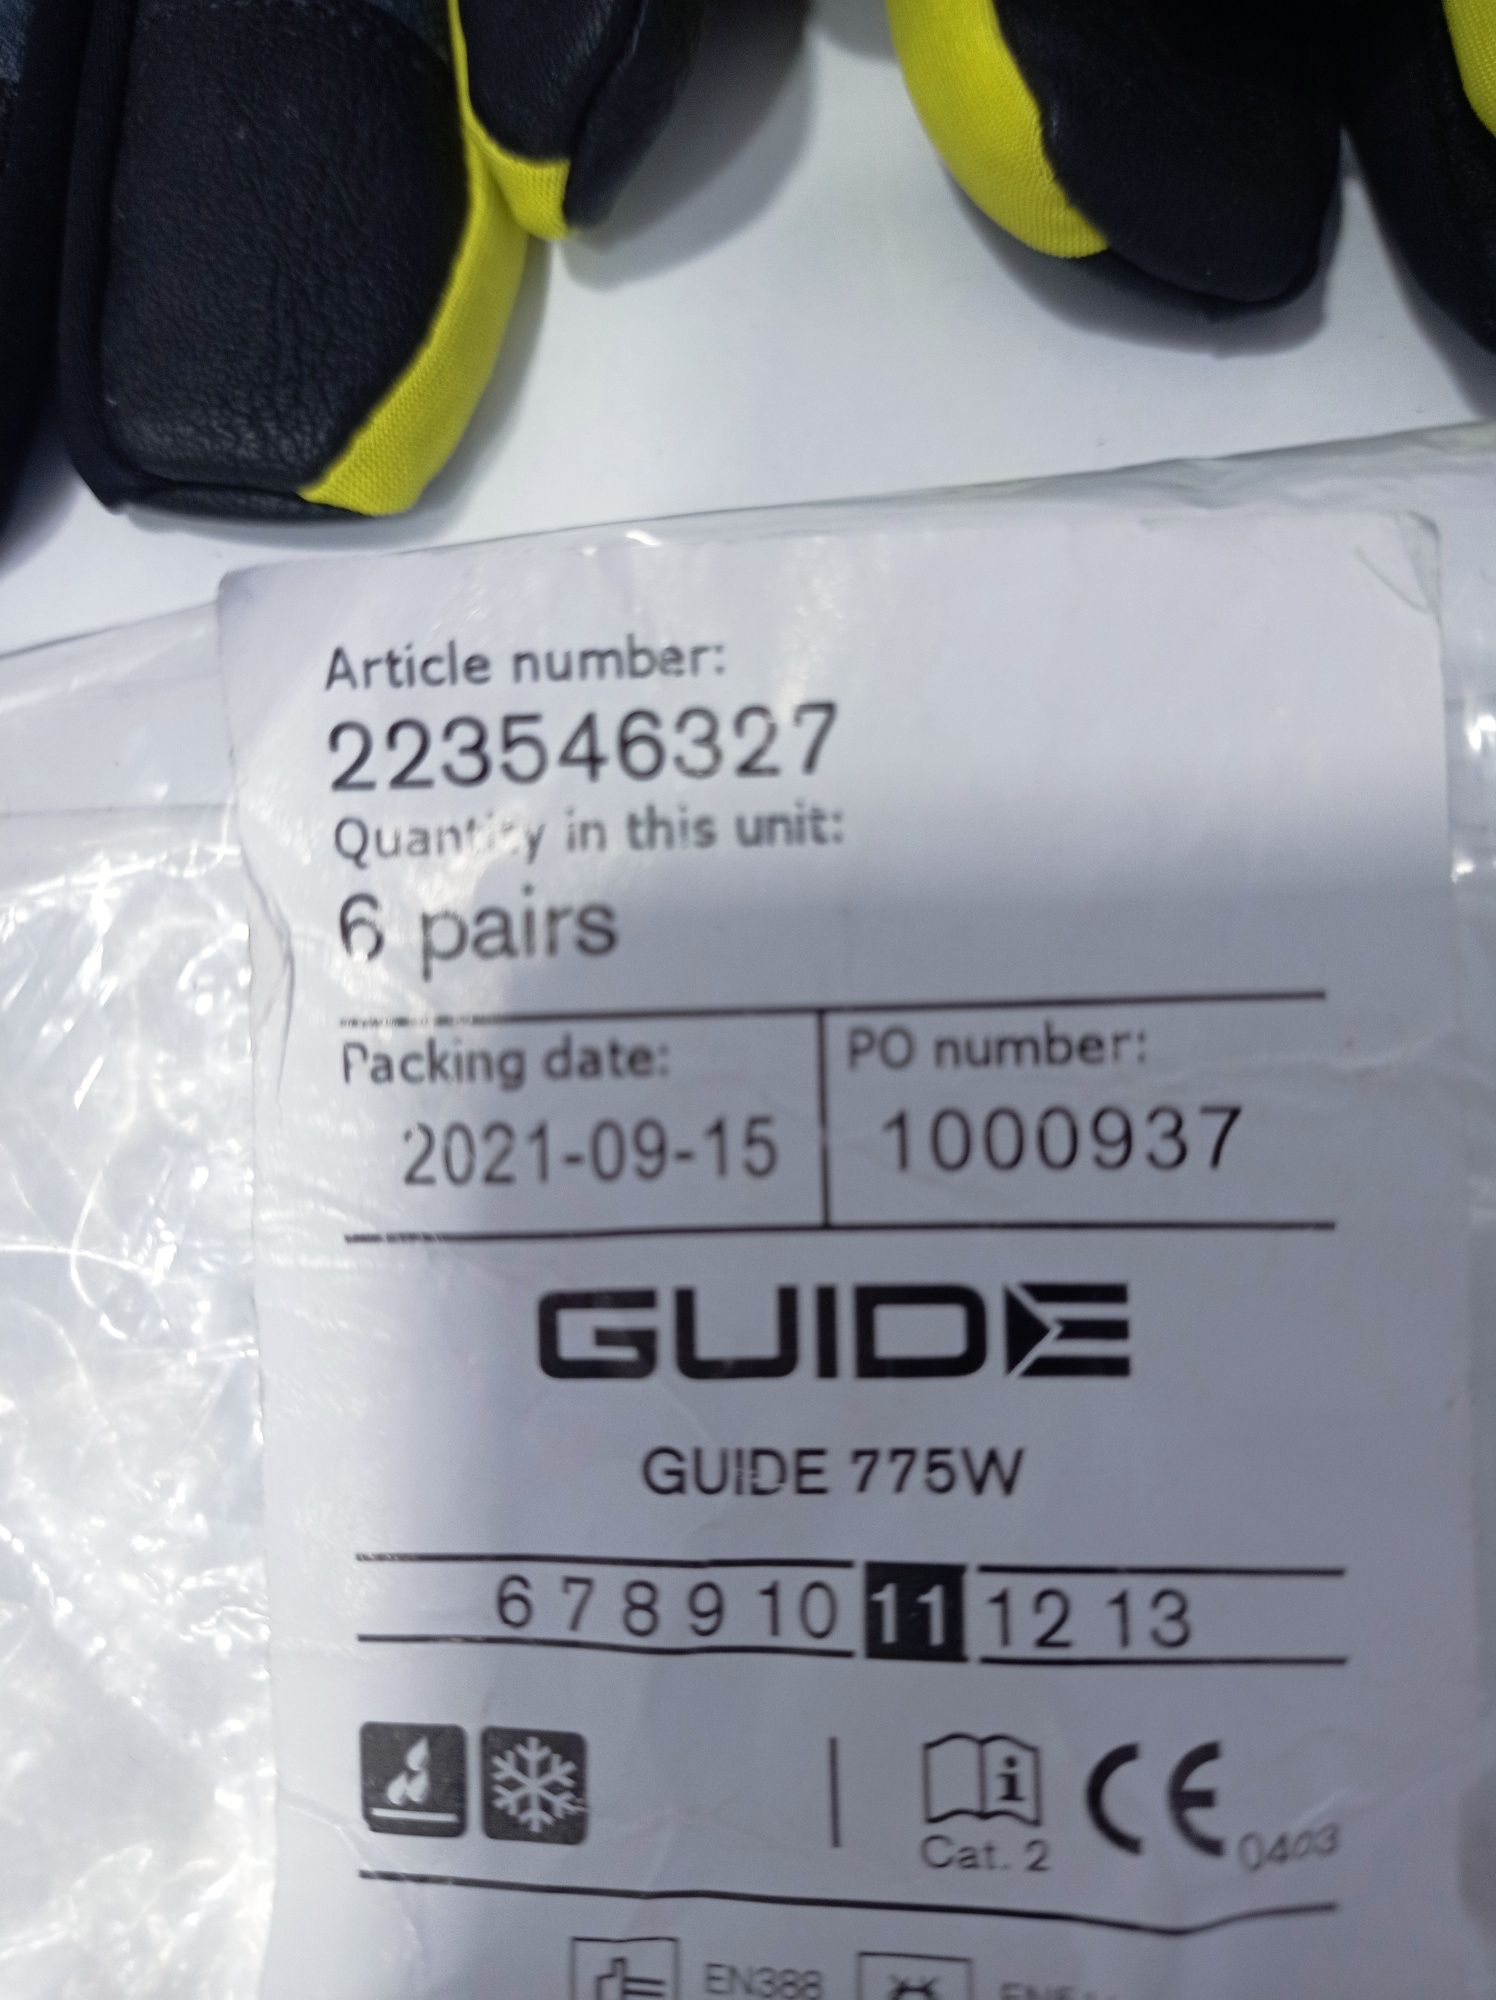 Article number:
223546327
Quantity in this unit:
6 pairs
Packing date:
2021-09-15
PO number:
1000937
GUIDE
GUIDE 775W
6 7 8 9 10 11 12 13
i
Cat. 2
CE 0403
EN388